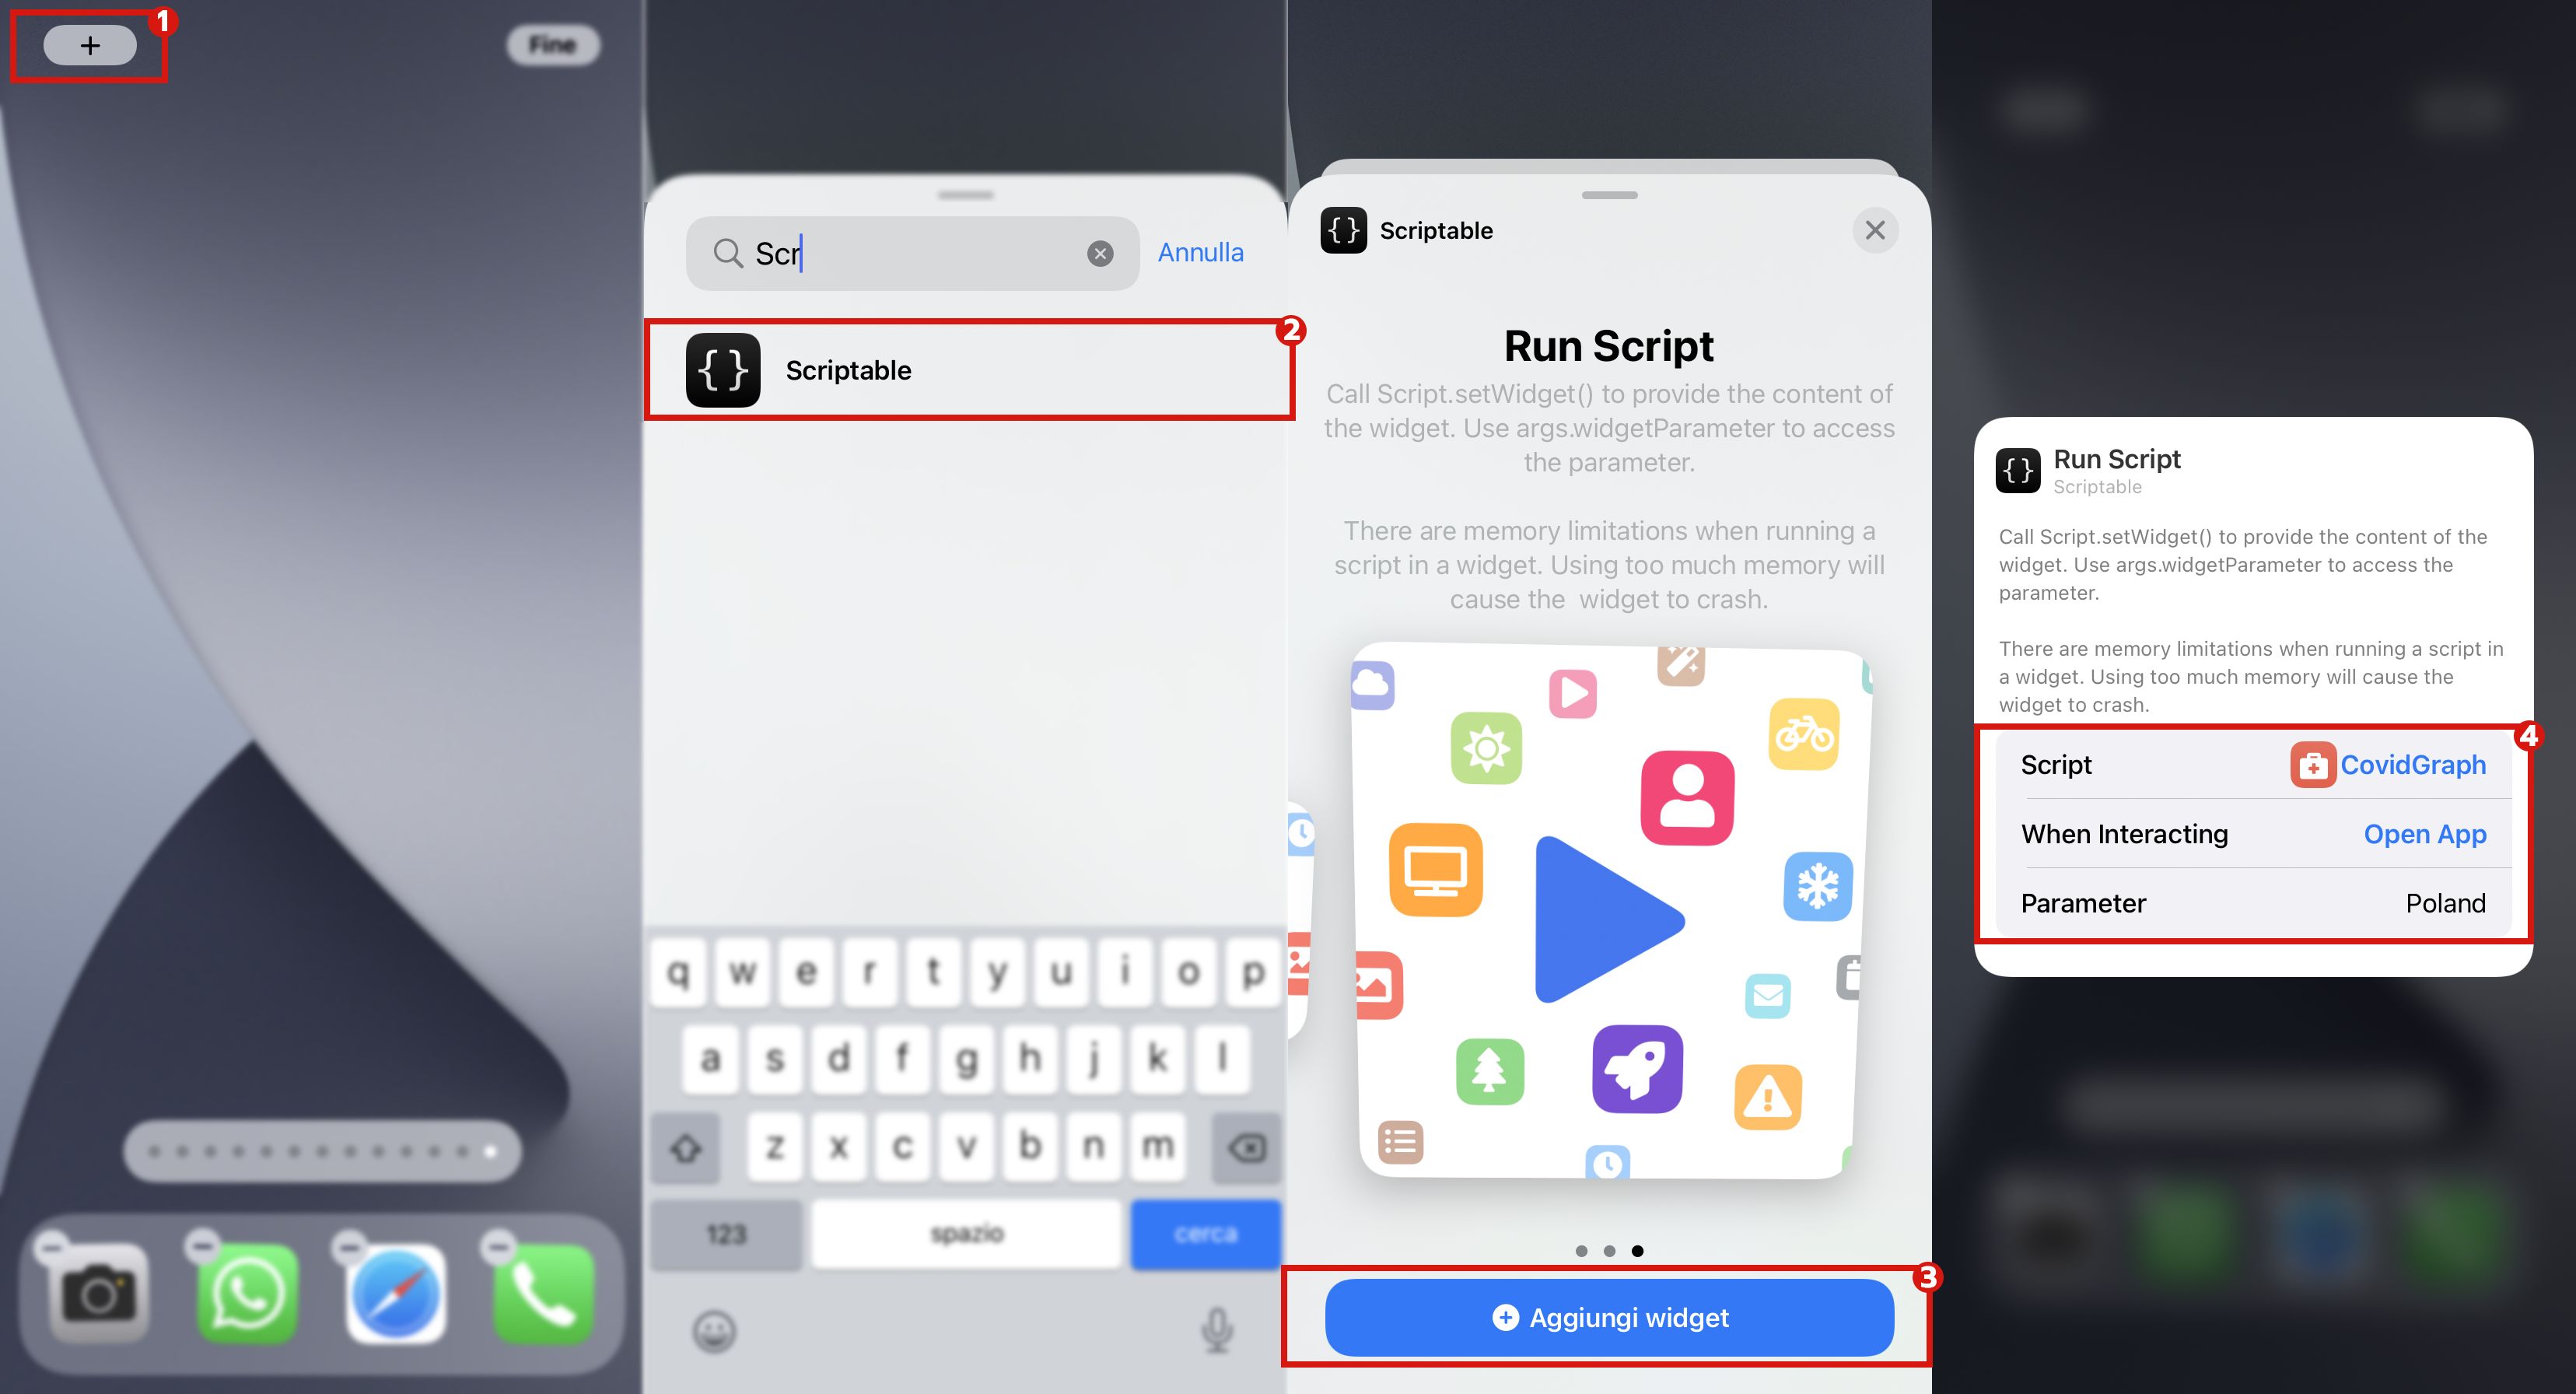 1
+
Fine
Scr
Annulla
2
{ } Scriptable
q w e r t y u i o p
a s d f g h j k l
z x c v b n m
123 spazio cerca
{ } Scriptable
Run Script
Call Script.setWidget() to provide the content of
the widget. Use args.widgetParameter to access
the parameter.
There are memory limitations when running a
script in a widget. Using too much memory will
cause the widget to crash.
3
Aggiungi widget
{ } Run Script
Scriptable
Call Script.setWidget() to provide the content of the
widget. Use args.widgetParameter to access the
parameter.
There are memory limitations when running a script in
a widget. Using too much memory will cause the
widget to crash.
4
Script CovidGraph
When Interacting Open App
Parameter Poland